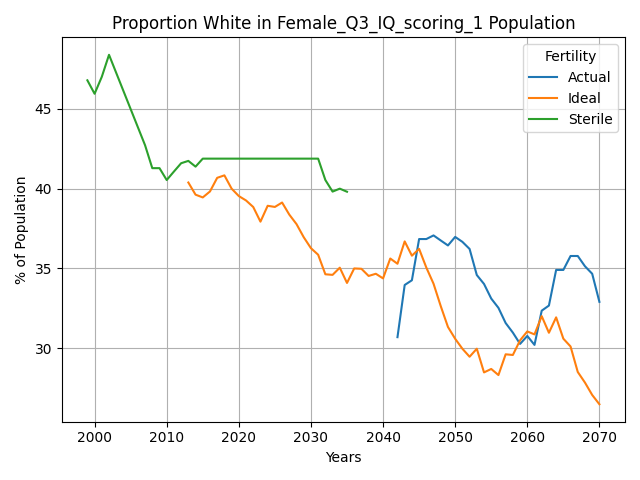 Proportion White in Female_Q3_IQ_scoring_1 Population
Fertility
Actual
Ideal
Sterile
% of Population
45
40
35
30
2000 2010 2020 2030 2040 2050 2060 2070
Years